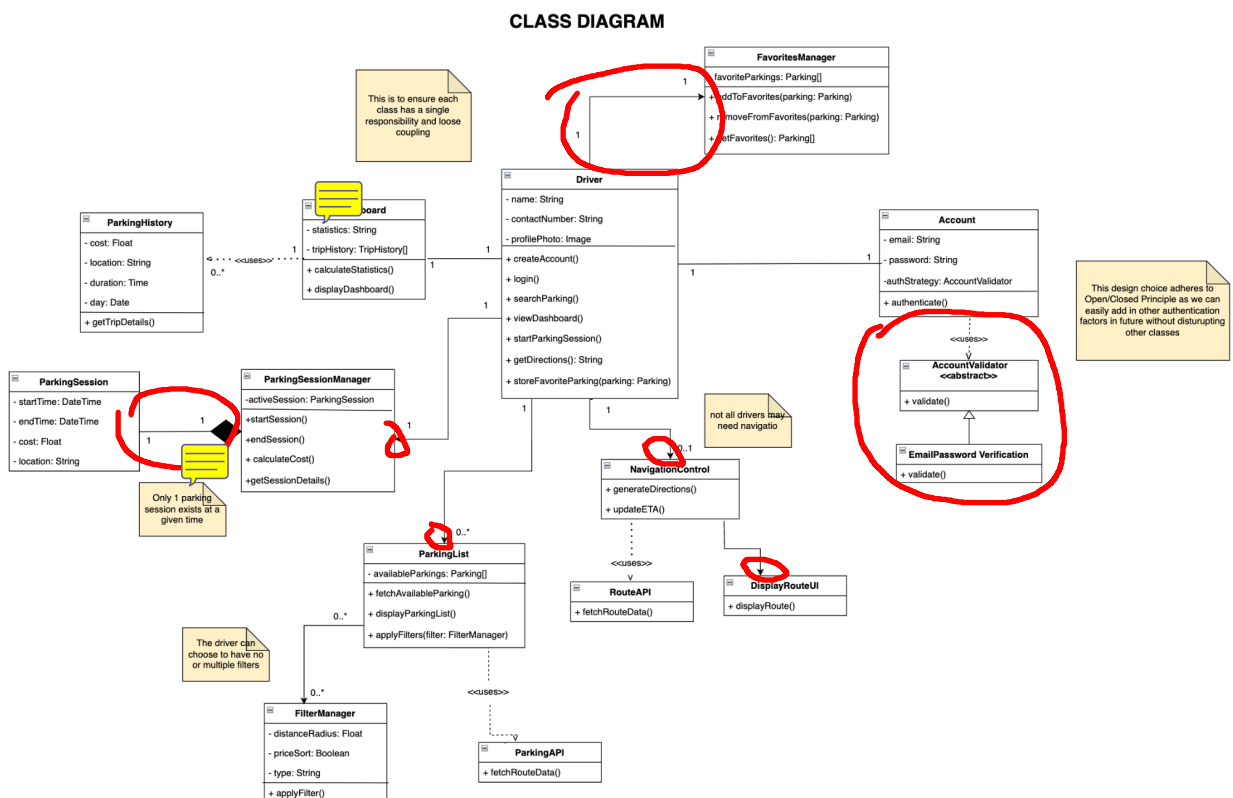 CLASS DIAGRAM
FavoritesManager
favoriteParkings: Parking[]
+ addToFavorites(parking: Parking)
+ removeFromFavorites(parking: Parking)
+ getFavorites(): Parking[]
1
1
This is to ensure each
class has a single
responsibility and loose
coupling
Driver
- name: String
- contactNumber: String
- profilePhoto: Image
+ createAccount()
+ login()
+ searchParking()
+ viewDashboard()
+ startParkingSession()
+ getDirections(): String
+ storeFavoriteParking(parking: Parking)
ParkingHistory
- cost: Float
- location: String
- duration: Time
- day: Date
+ getTripDetails()
1
<<uses>>
0..*
board
- statistics: String
- tripHistory: TripHistory[]
+ calculateStatistics()
+ displayDashboard()
1
1
1
1
Account
- email: String
- password: String
-authStrategy: AccountValidator
+ authenticate()
This design choice adheres to
Open/Closed Principle as we can
easily add in other authentication
factors in future without disturupting
other classes
<<uses>>
AccountValidator
<<abstract>>
+ validate()
EmailPassword Verification
+ validate()
ParkingSession
- startTime: DateTime
- endTime: DateTime
- cost: Float
- location: String
1
1
ParkingSessionManager
-activeSession: ParkingSession
+startSession()
+endSession()
+ calculateCost()
+getSessionDetails()
1
1
Only 1 parking
session exists at a
given time
1
1
not all drivers may
need navigatio
0..1
NavigationControl
+ generateDirections()
+ updateETA()
<<uses>>
RouteAPI
+ fetchRouteData()
DisplayRouteUI
+ displayRoute()
0..*
ParkingList
- availableParkings: Parking[]
+ fetchAvailableParking()
+ displayParkingList()
+ applyFilters(filter: FilterManager)
0..*
The driver can
choose to have no
or multiple filters
0..*
<<uses>>
FilterManager
- distanceRadius: Float
- priceSort: Boolean
- type: String
+ applyFilter()
ParkingAPI
+ fetchRouteData()